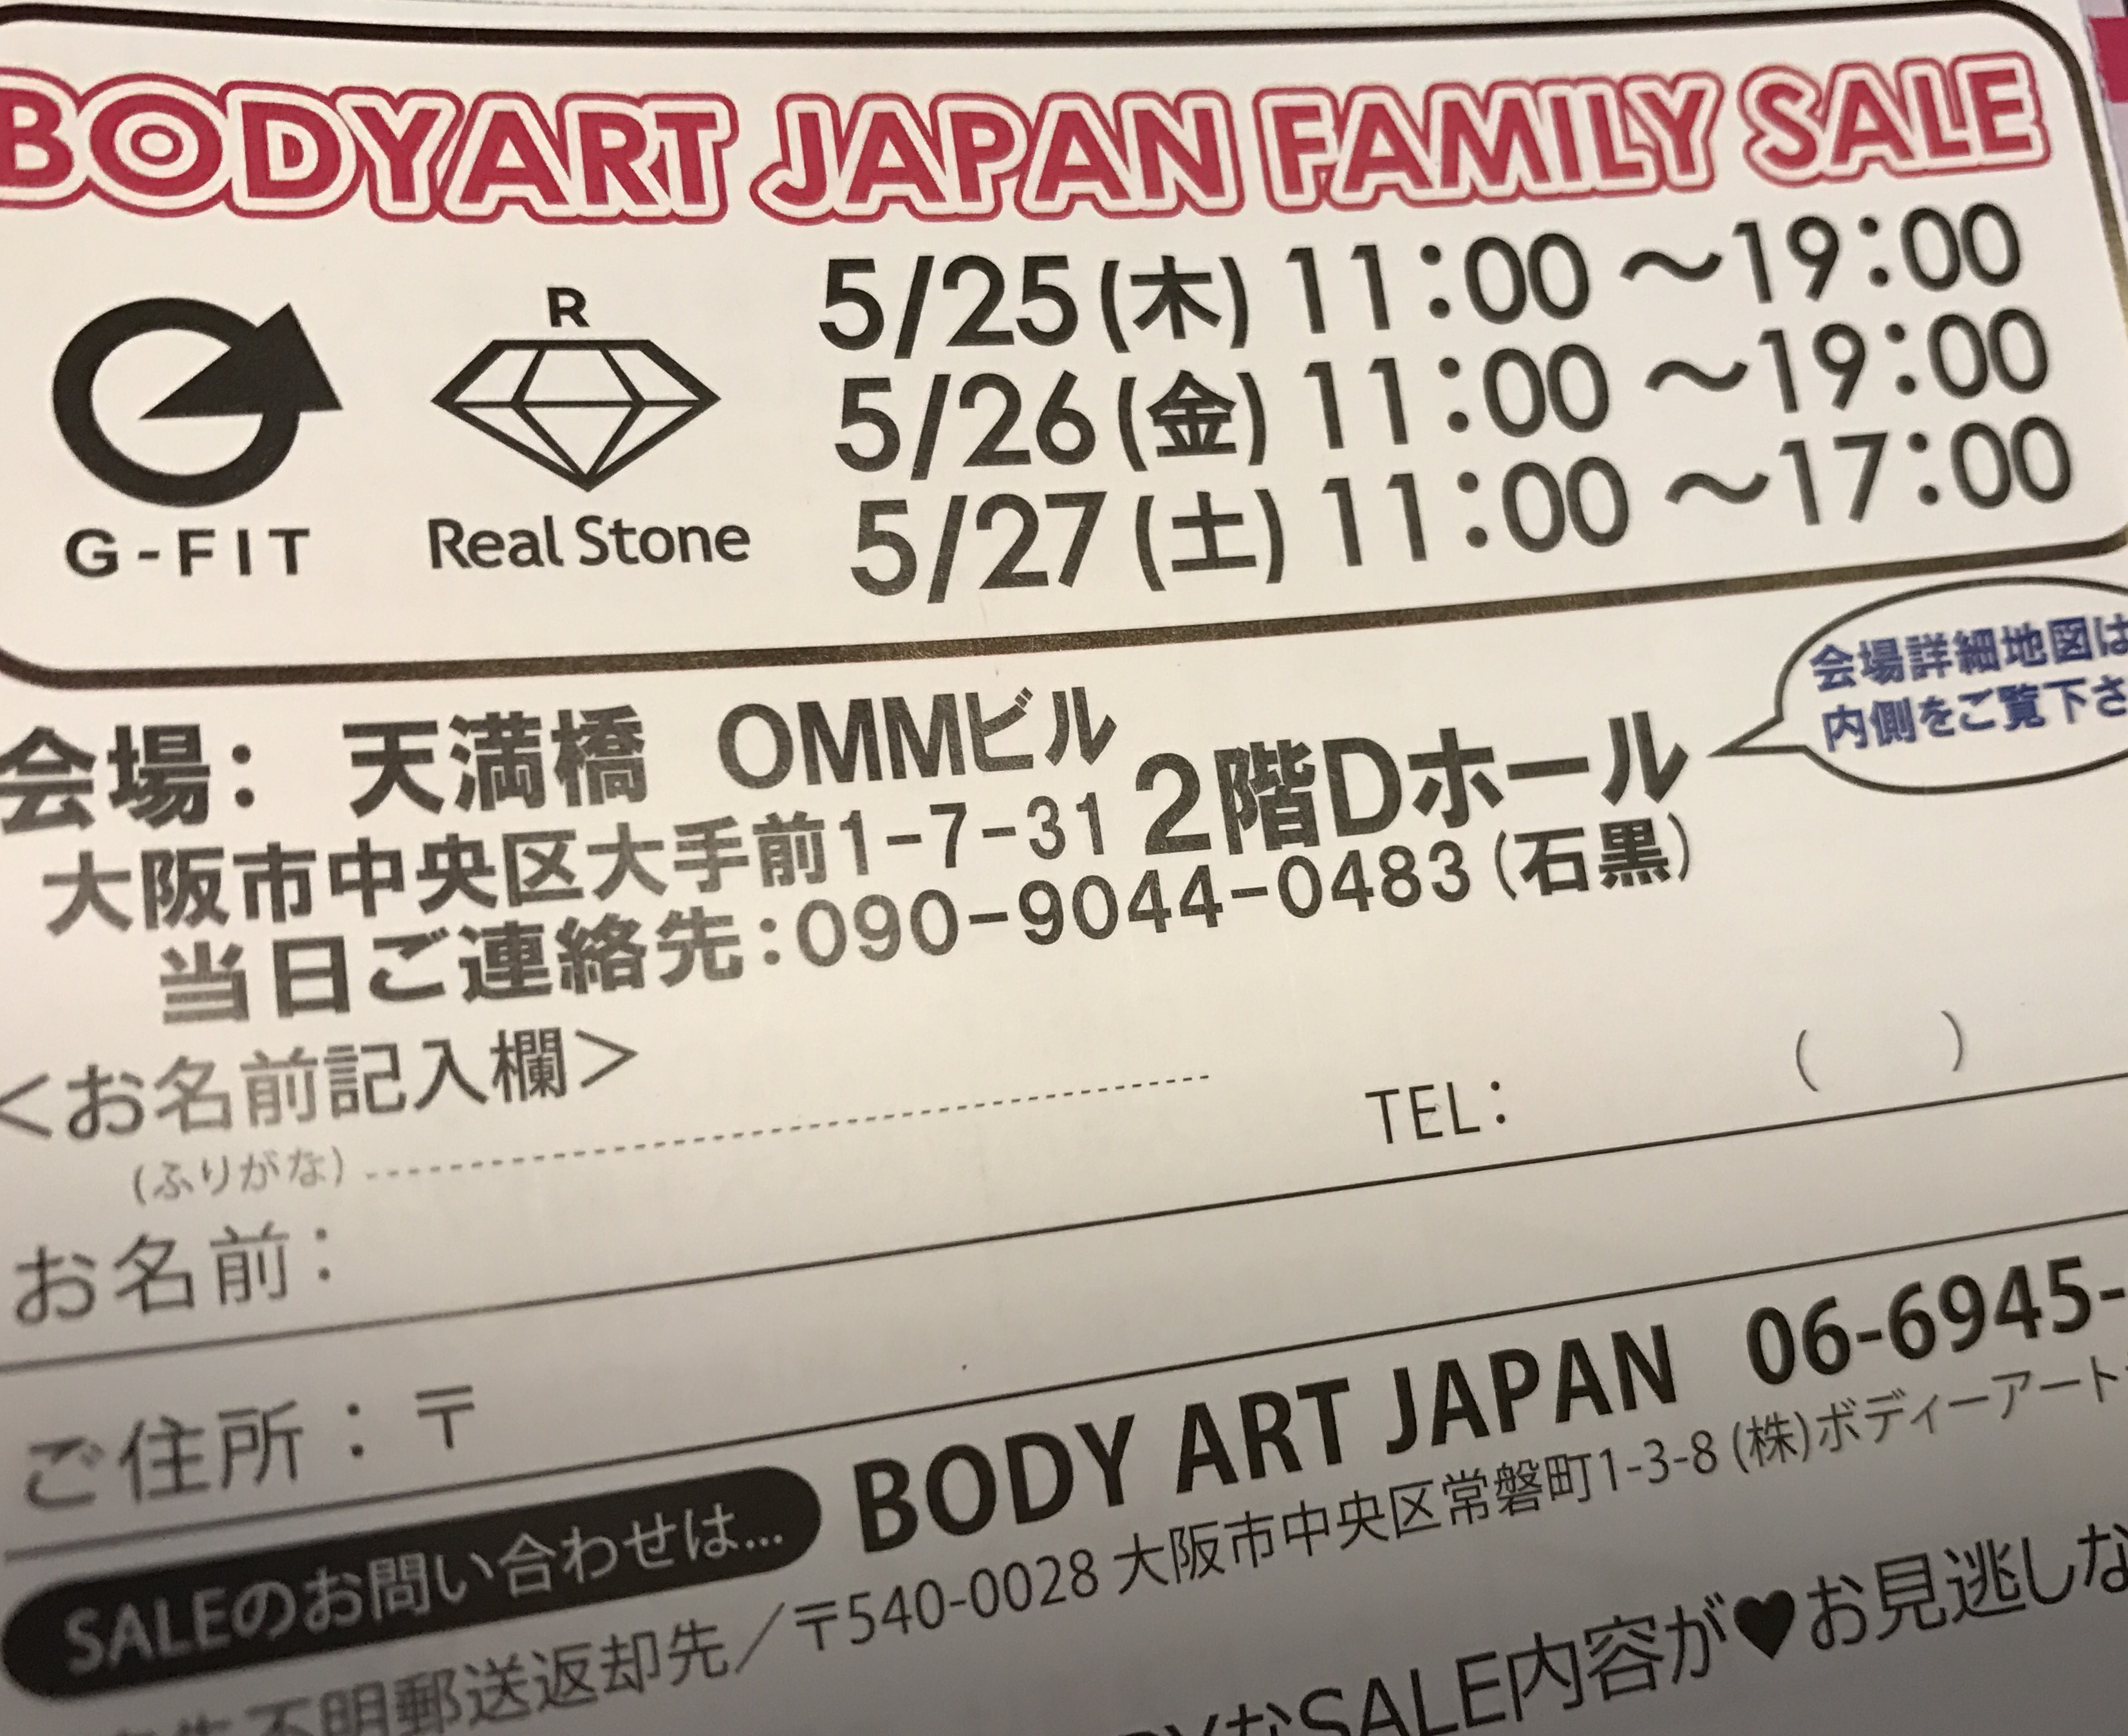 BODYART JAPAN FAMILY SALE
G-FIT
R
Real Stone
5/25(木) 11:00 ～19:00
5/26(金) 11:00 ～19:00
5/27(土) 11:00 ～17:00
会場詳細地図は
内側をご覧下さ
会場: 天満橋 OMMビル 2階Dホール
大阪市中央区大手前1-7-31
当日ご連絡先:090-9044-0483(石黒)
<お名前記入欄>
(ふりがな)
TEL: ( )
お名前:
ご住所:〒
SALEのお問い合わせは... BODY ART JAPAN 06-6945-
不明郵送返却先／〒540-0028 大阪市中央区常磐町1-3-8 (株)ボディーアート
なSALE内容が♥お見逃しな